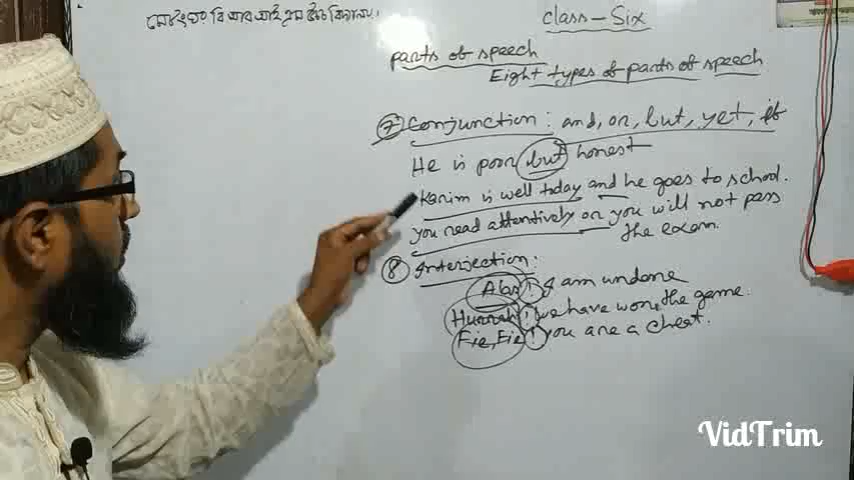 class-Six
parts of speech
Eight types of parts of speech
7 Conjunction: and, or, but, yet, if
He is poor but honest
Karim is well today and he goes to school.
you read attentively or you will not pass
the exam.
8 Interjection:
Alas! I am undone
Hurrah! we have won the game.
Fie, Fie! you are a cheat.
VidTrim